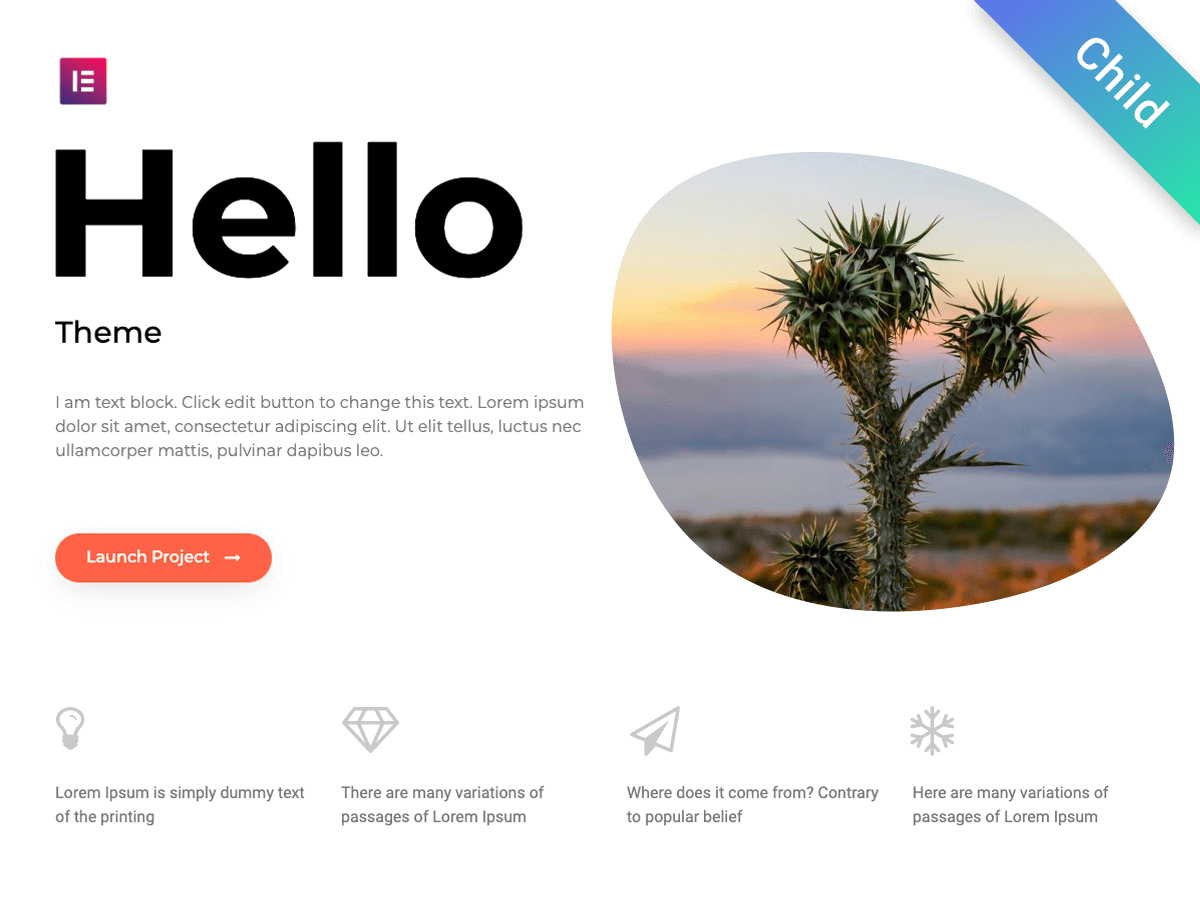 Child
Hello
Theme
I am text block. Click edit button to change this text. Lorem ipsum
dolor sit amet, consectetur adipiscing elit. Ut elit tellus, luctus nec
ullamcorper mattis, pulvinar dapibus leo.
Launch Project →
Lorem Ipsum is simply dummy text
of the printing
There are many variations of
passages of Lorem Ipsum
Where does it come from? Contrary
to popular belief
Here are many variations of
passages of Lorem Ipsum